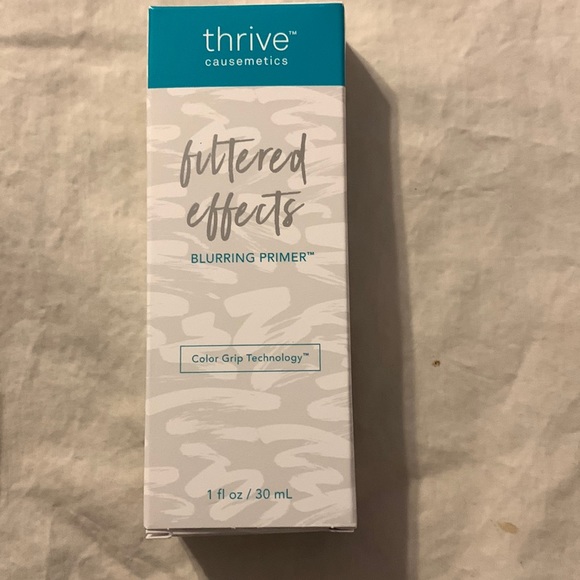 thrive™
causemetics
filtered
effects
BLURRING PRIMER™
Color Grip Technology™
1 fl oz / 30 mL